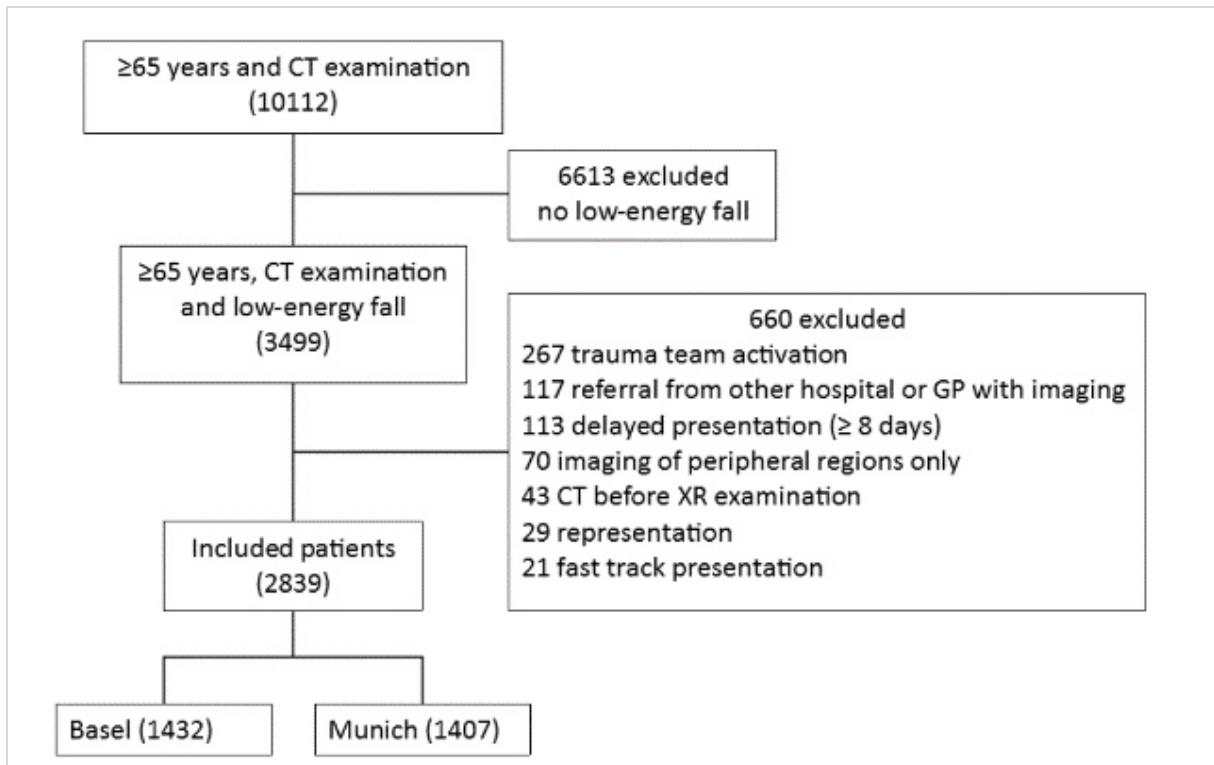 ≥65 years and CT examination
(10112)
6613 excluded
no low-energy fall
≥65 years, CT examination
and low-energy fall
(3499)
660 excluded
267 trauma team activation
117 referral from other hospital or GP with imaging
113 delayed presentation (≥ 8 days)
70 imaging of peripheral regions only
43 CT before XR examination
29 representation
21 fast track presentation
Included patients
(2839)
Basel (1432)
Munich (1407)